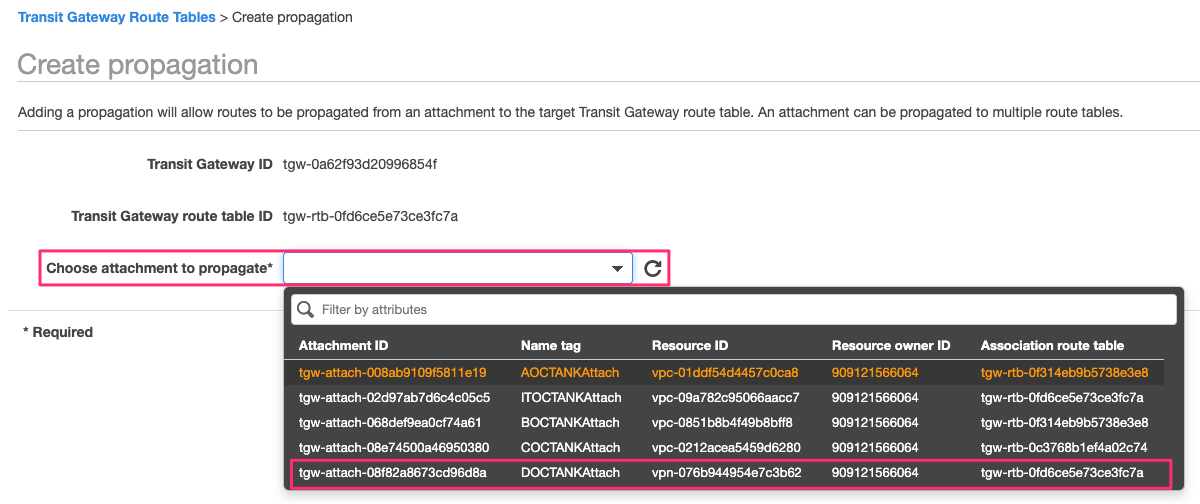 Transit Gateway Route Tables > Create propagation
Create propagation
Adding a propagation will allow routes to be propagated from an attachment to the target Transit Gateway route table. An attachment can be propagated to multiple route tables.
Transit Gateway ID tgw-0a62f93d20996854f
Transit Gateway route table ID tgw-rtb-0fd6ce5e73ce3fc7a
Choose attachment to propagate*
Filter by attributes
* Required
Attachment ID Name tag Resource ID Resource owner ID Association route table
tgw-attach-008ab9109f5811e19 AOCTANKAttach vpc-01ddf54d4457c0ca8 909121566064 tgw-rtb-0f314eb9b5738e3e8
tgw-attach-02d97ab7d6c4c05c5 ITOCTANKAttach vpc-09a782c95066aacc7 909121566064 tgw-rtb-0fd6ce5e73ce3fc7a
tgw-attach-068def9ea0cf74a61 BOCTANKAttach vpc-0851b8b4f49b8bff8 909121566064 tgw-rtb-0f314eb9b5738e3e8
tgw-attach-08e74500a46950380 COCTANKAttach vpc-0212acea5459d6280 909121566064 tgw-rtb-0c3768b1ef4a02c74
tgw-attach-08f82a8673cd96d8a DOCTANKAttach vpn-076b944954e7c3b62 909121566064 tgw-rtb-0fd6ce5e73ce3fc7a